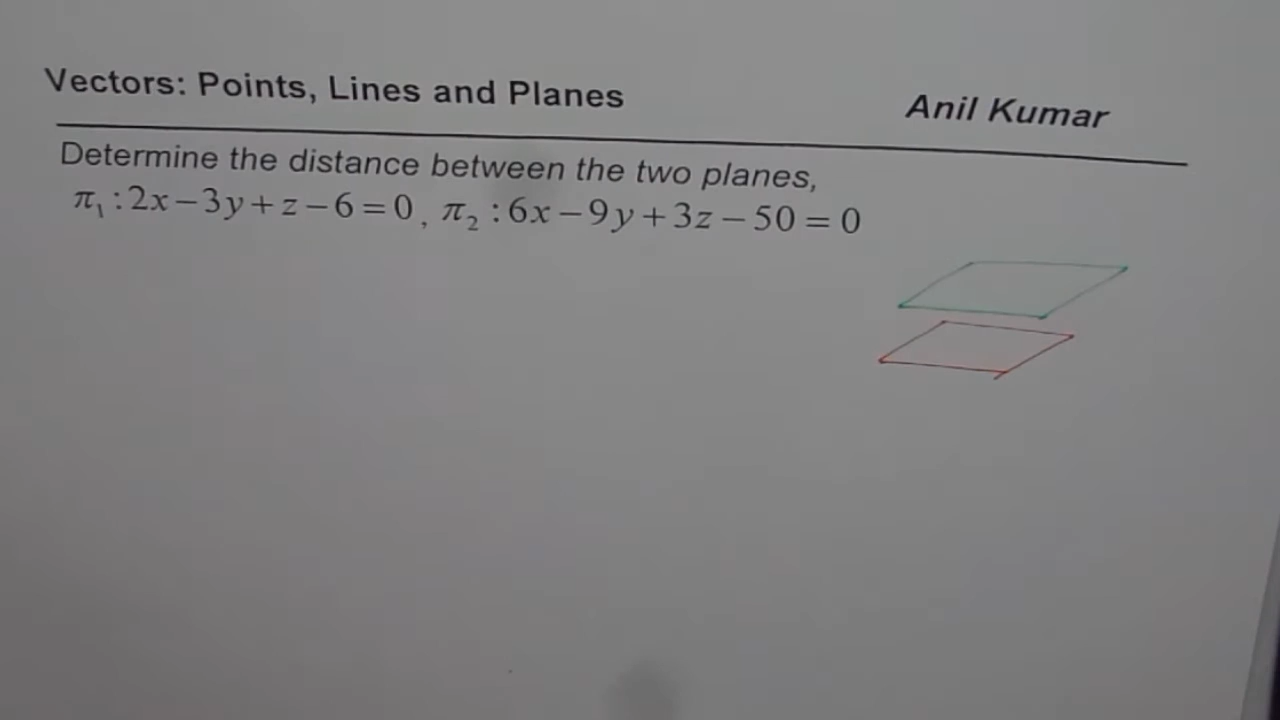 Vectors: Points, Lines and Planes Anil Kumar
Determine the distance between the two planes,
π₁ : 2x − 3y + z − 6 = 0 , π₂ : 6x − 9y + 3z − 50 = 0